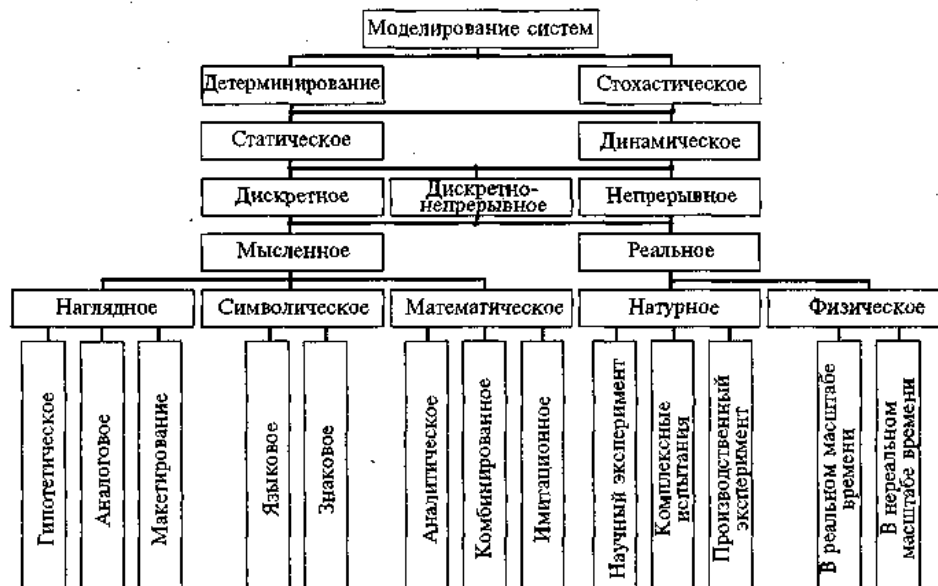 Моделирование систем
Детерминирование
Стохастическое
Статическое
Динамическое
Дискретное
Дискретно-
непрерывное
Непрерывное
Мысленное
Реальное
Наглядное
Символическое
Математическое
Натурное
Физическое
Гипотетическое
Аналоговое
Макетирование
Языковое
Знаковое
Аналитическое
Комбинированное
Имитационное
Научный эксперимент
Комплексные
испытания
Производственный
эксперимент
В реальном масштабе
времени
В нереальном
масштабе времени